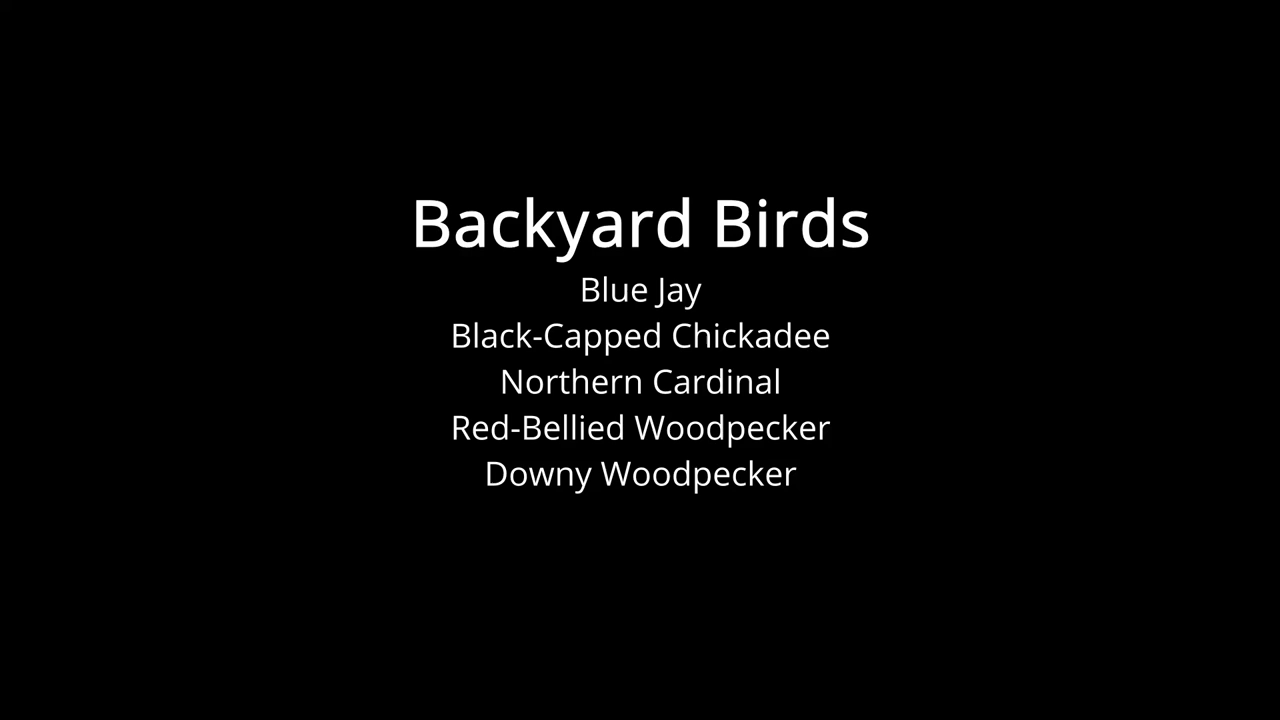 Backyard Birds
Blue Jay
Black-Capped Chickadee
Northern Cardinal
Red-Bellied Woodpecker
Downy Woodpecker